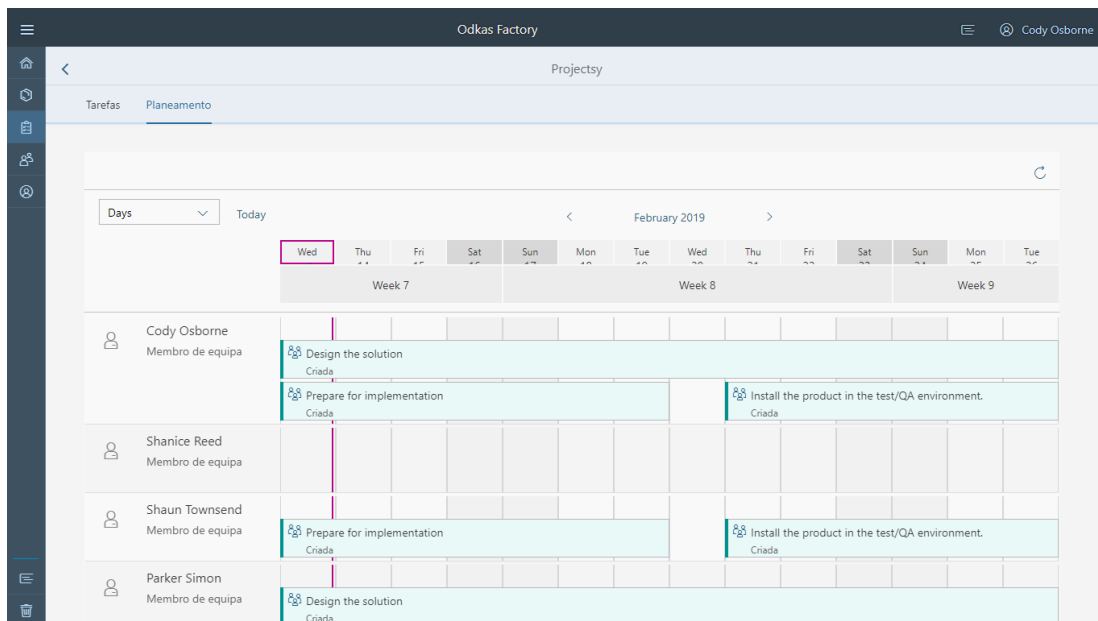 Odkas Factory
Cody Osborne
Projectsy
Tarefas Planeamento
Days Today February 2019
Wed Thu Fri Sat Sun Mon Tue Wed Thu Fri Sat Sun Mon Tue
Week 7 Week 8 Week 9
Cody Osborne
Membro de equipa
Design the solution
Criada
Prepare for implementation Install the product in the test/QA environment.
Criada Criada
Shanice Reed
Membro de equipa
Shaun Townsend
Membro de equipa
Prepare for implementation Install the product in the test/QA environment.
Criada Criada
Parker Simon
Membro de equipa
Design the solution
Criada